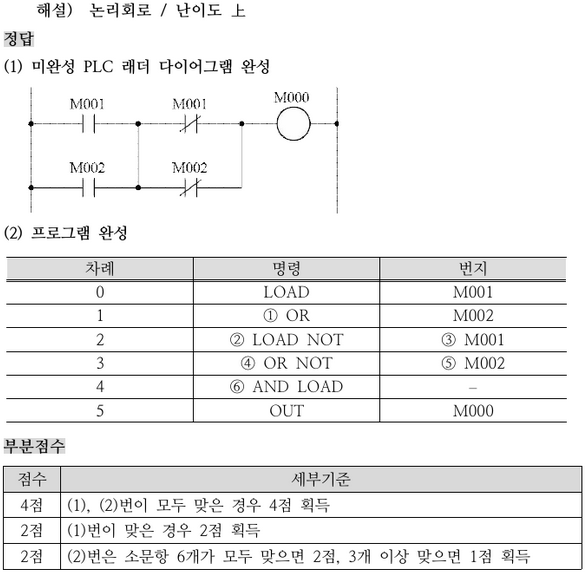 해설) 논리회로 / 난이도 上
정답
(1) 미완성 PLC 래더 다이어그램 완성
M001 M001 M000
M002 M002
(2) 프로그램 완성
차례 명령 번지
0 LOAD M001
1 ① OR M002
2 ② LOAD NOT ③ M001
3 ④ OR NOT ⑤ M002
4 ⑥ AND LOAD –
5 OUT M000
부분점수
점수 세부기준
4점 (1), (2)번이 모두 맞은 경우 4점 획득
2점 (1)번이 맞은 경우 2점 획득
2점 (2)번은 소문항 6개가 모두 맞으면 2점, 3개 이상 맞으면 1점 획득